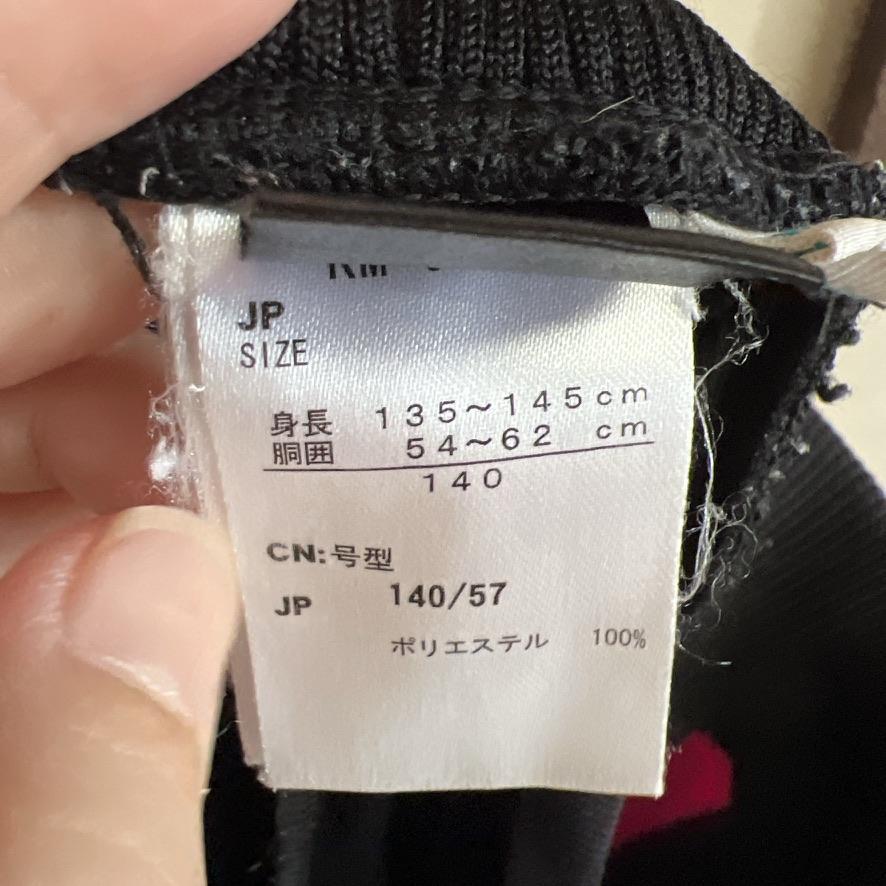 JP
SIZE
身長 135~145cm
胴囲 54~62 cm
140
CN:号型
JP 140/57
ポリエステル 100%